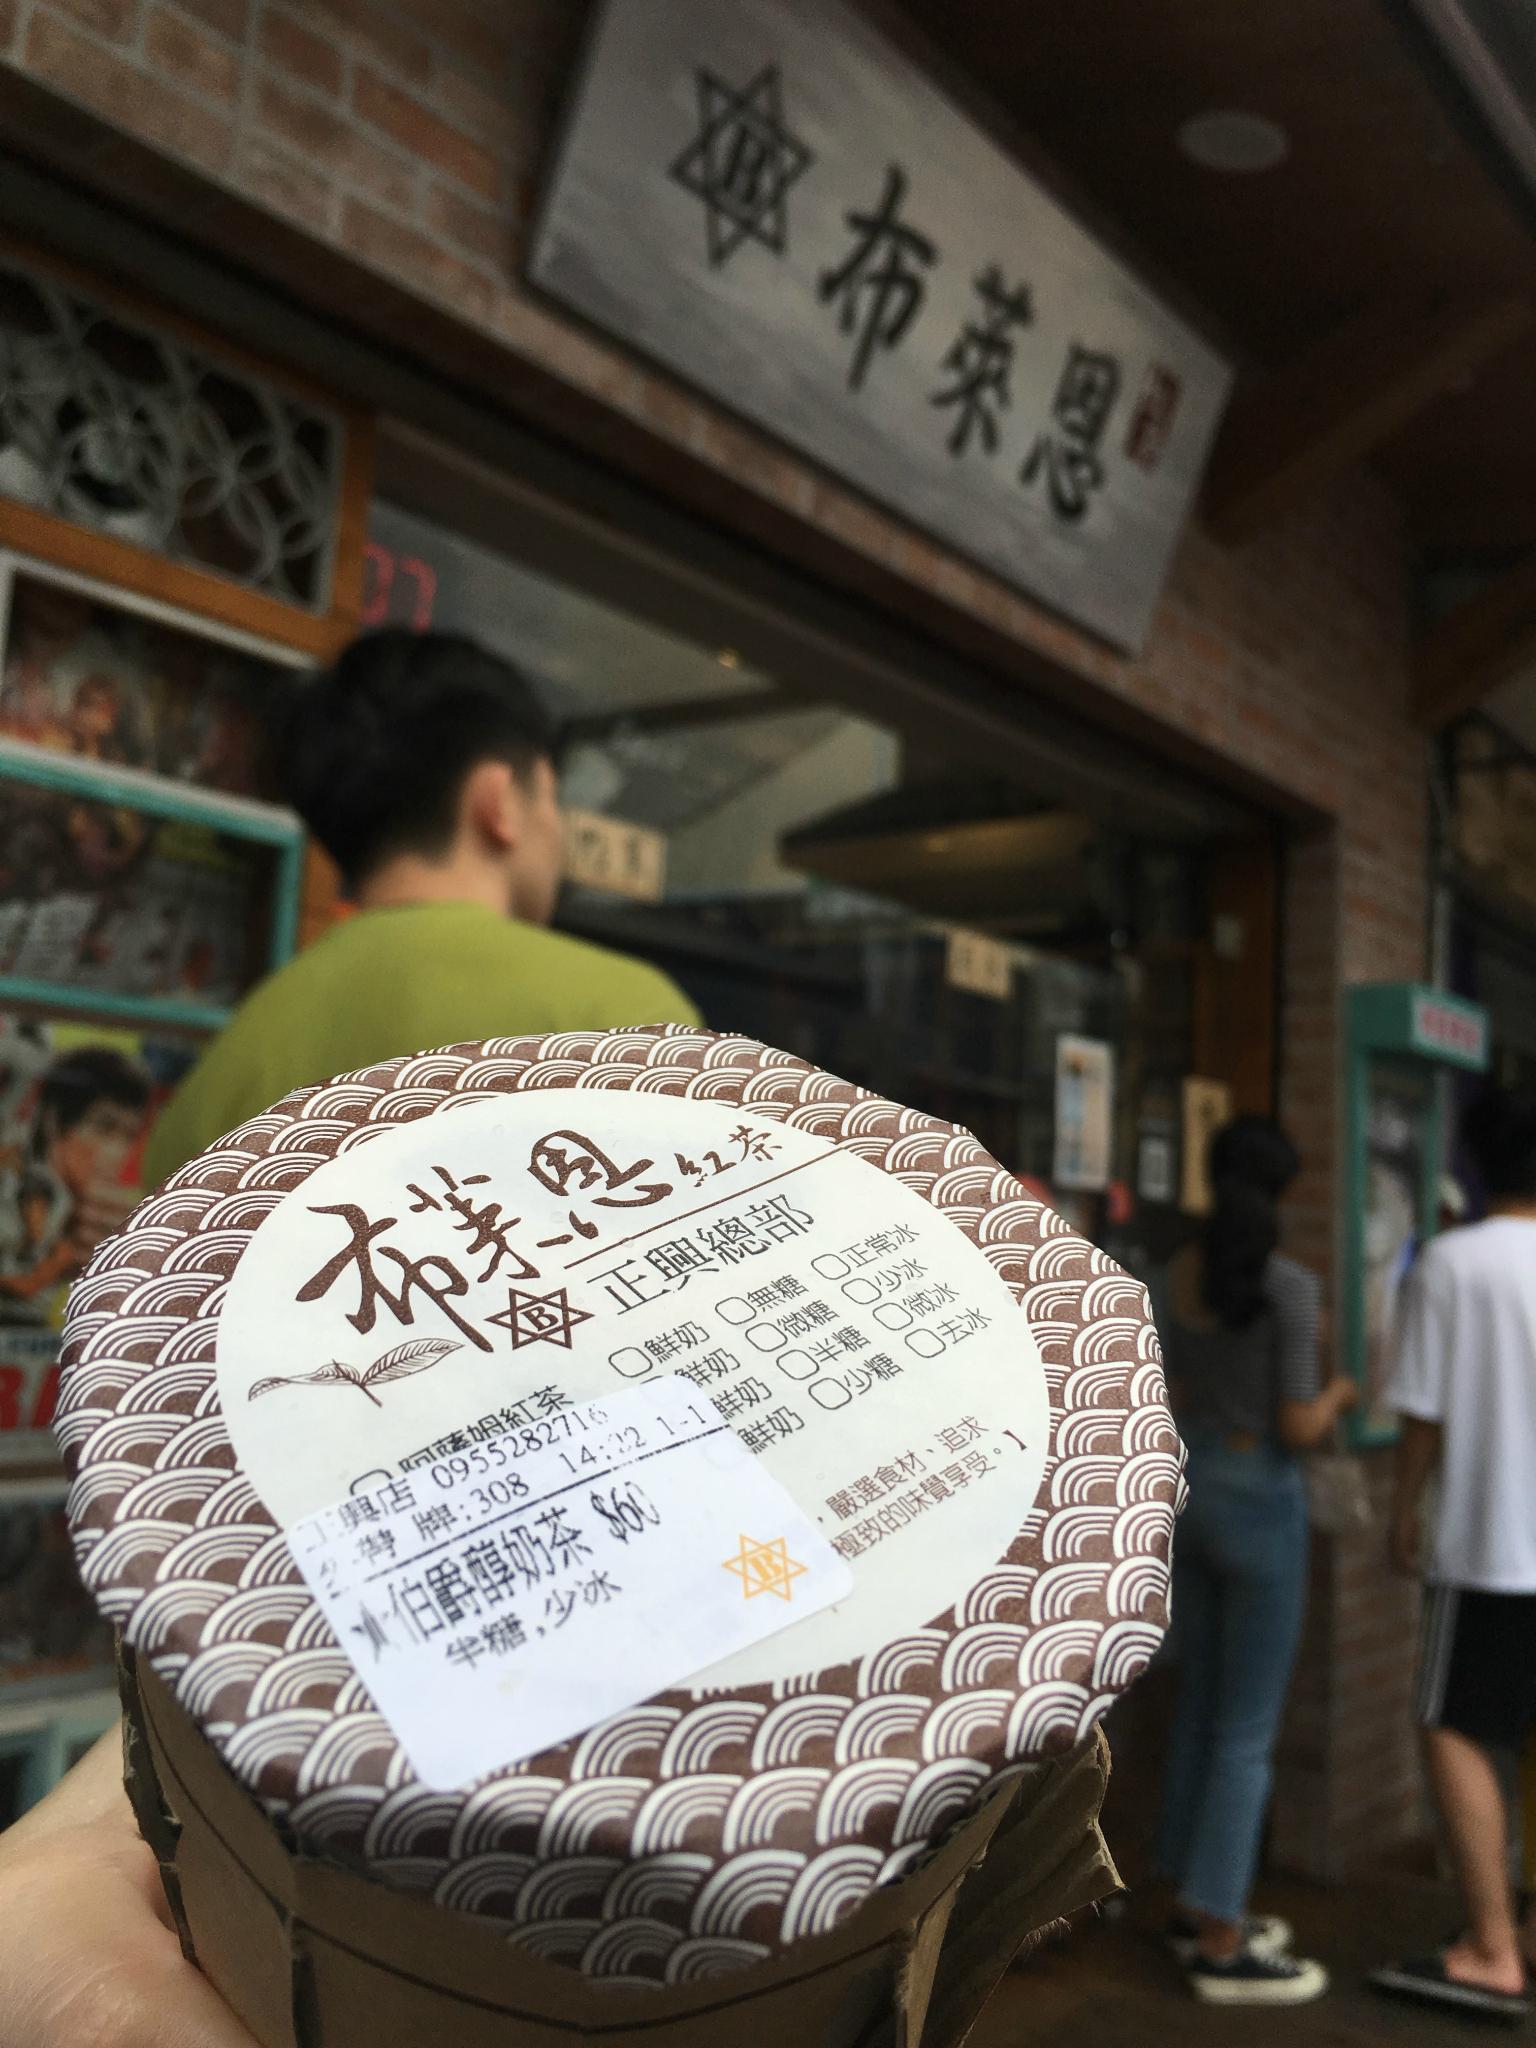 布萊恩
布萊恩紅茶
B 正興總部
鮮奶 無糖 正常冰
鮮奶 微糖 少冰
鮮奶 半糖 微冰
鮮奶 少糖 去冰
阿薩姆紅茶
興店 0955282716
牌:308 14:22 1-1
伯爵醇奶茶 $60
半糖,少冰
B
,嚴選食材、追求
極致的味覺享受。】